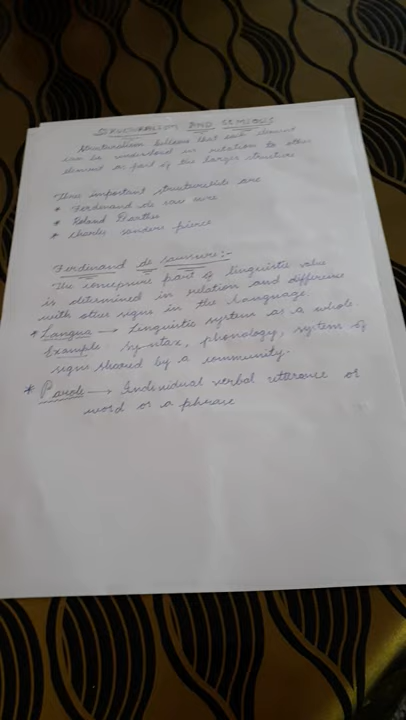 STRUCTURALISM AND SEMIOTICS
Structuralism believes that each element
can be understood in relation to other
element as part of the larger structure
Three important structuralists are
* Ferdinand de saussure
* Roland Barthes
* Charles sanders pierce
Ferdinand de saussure:-
The part of linguistic value
is determined in relation and difference
with other signs in the language.
* Langua → Linguistic system as a whole.
Example: Syntax, phonology, system of
signs shared by a community.
* Parole → Individual verbal utterance or
word or a phrase